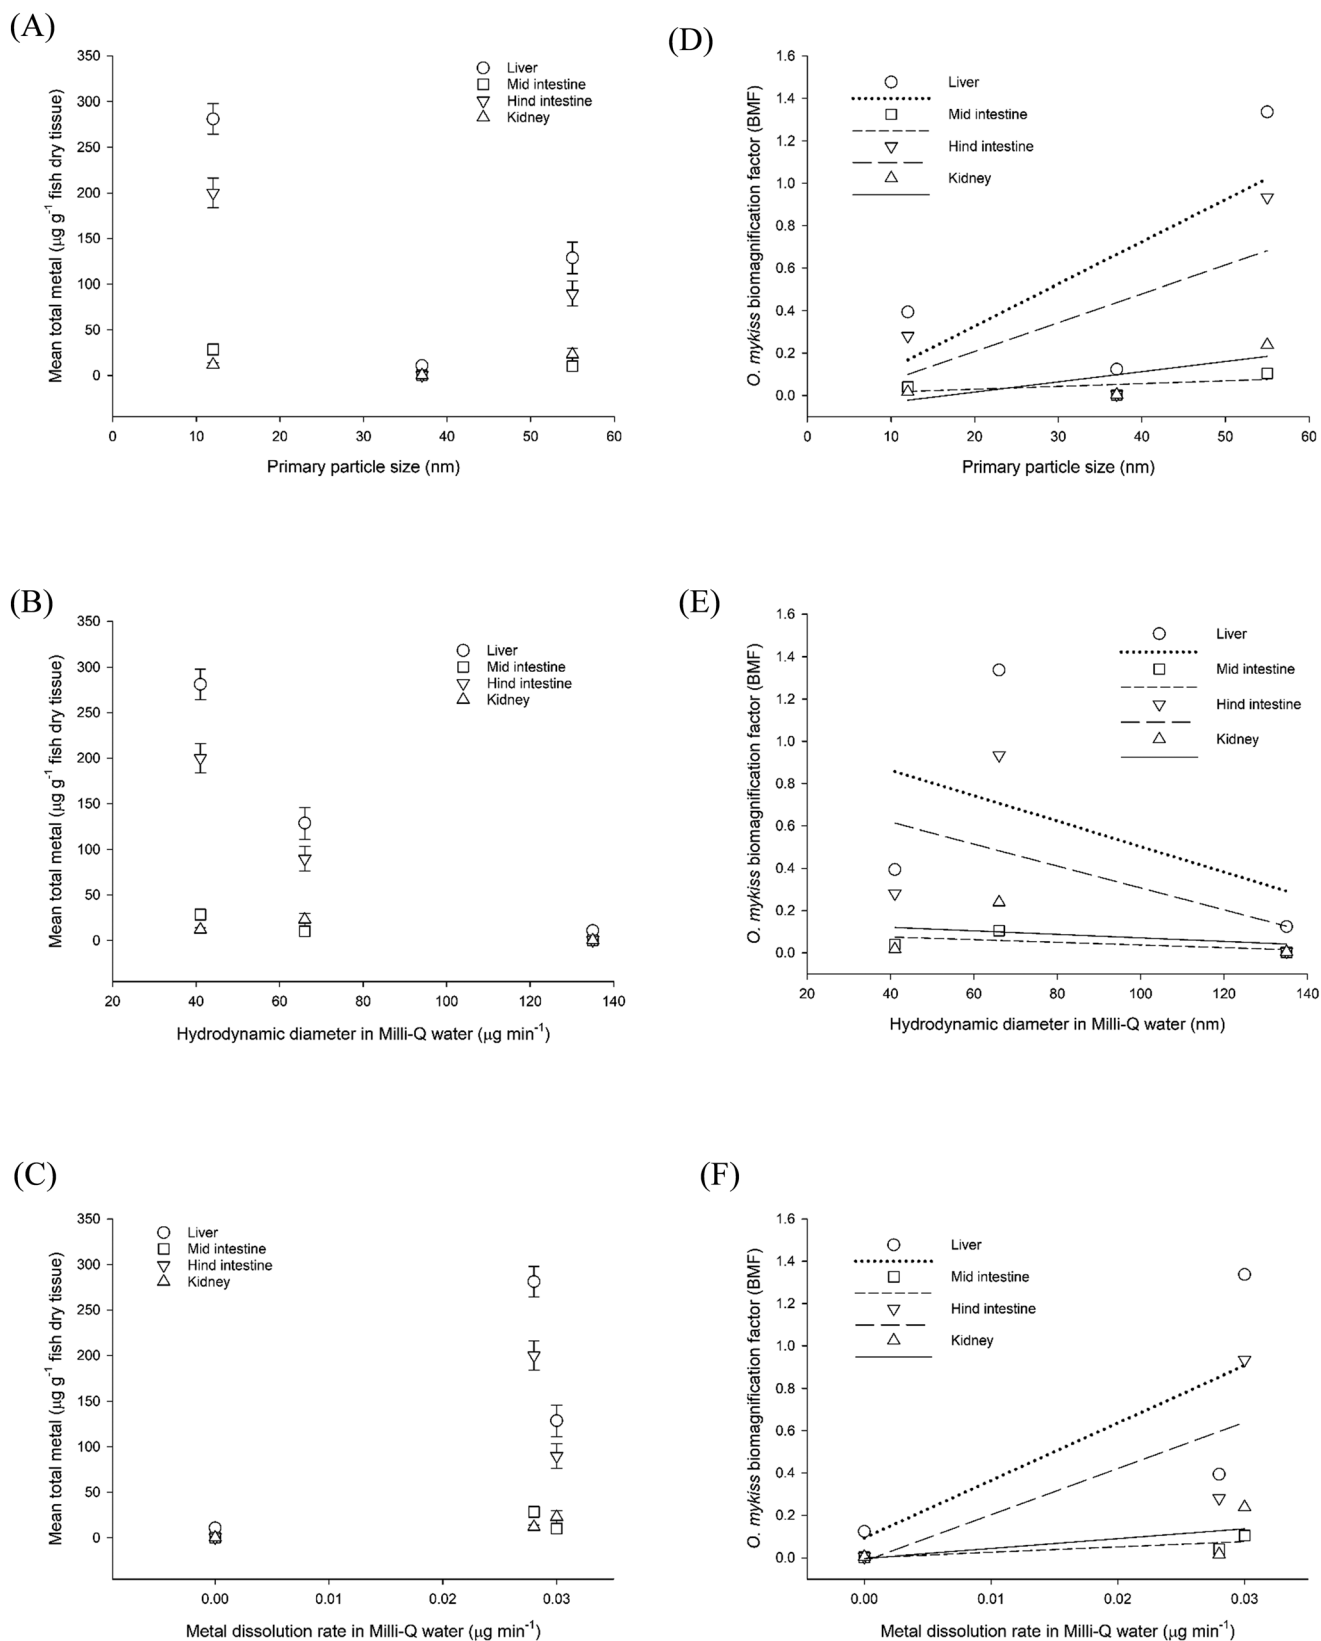 (A)
350
300
250
200
150
100
50
0
Mean total metal (μg g⁻¹ fish dry tissue)
Liver
Mid intestine
Hind intestine
Kidney
0 10 20 30 40 50 60
Primary particle size (nm)
(D)
1.6
1.4
1.2
1.0
0.8
0.6
0.4
0.2
0.0
O. mykiss biomagnification factor (BMF)
Liver
Mid intestine
Hind intestine
Kidney
0 10 20 30 40 50 60
Primary particle size (nm)
(B)
350
300
250
200
150
100
50
0
Mean total metal (μg g⁻¹ fish dry tissue)
Liver
Mid intestine
Hind intestine
Kidney
20 40 60 80 100 120 140
Hydrodynamic diameter in Milli-Q water (μg min⁻¹)
(E)
1.6
1.4
1.2
1.0
0.8
0.6
0.4
0.2
0.0
O. mykiss biomagnification factor (BMF)
Liver
Mid intestine
Hind intestine
Kidney
20 40 60 80 100 120 140
Hydrodynamic diameter in Milli-Q water (nm)
(C)
350
300
250
200
150
100
50
0
Mean total metal (μg g⁻¹ fish dry tissue)
Liver
Mid intestine
Hind intestine
Kidney
0.00 0.01 0.02 0.03
Metal dissolution rate in Milli-Q water (μg min⁻¹)
(F)
1.6
1.4
1.2
1.0
0.8
0.6
0.4
0.2
0.0
O. mykiss biomagnification factor (BMF)
Liver
Mid intestine
Hind intestine
Kidney
0.00 0.01 0.02 0.03
Metal dissolution rate in Milli-Q water (μg min⁻¹)